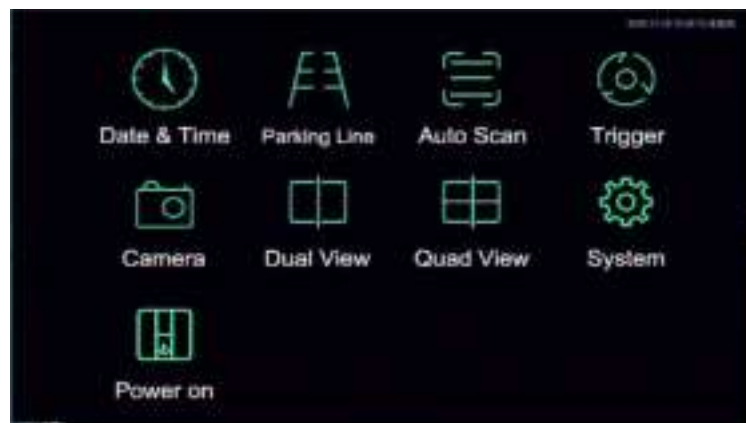 Date & Time
Parking Line
Auto Scan
Trigger
Camera
Dual View
Quad View
System
Power on